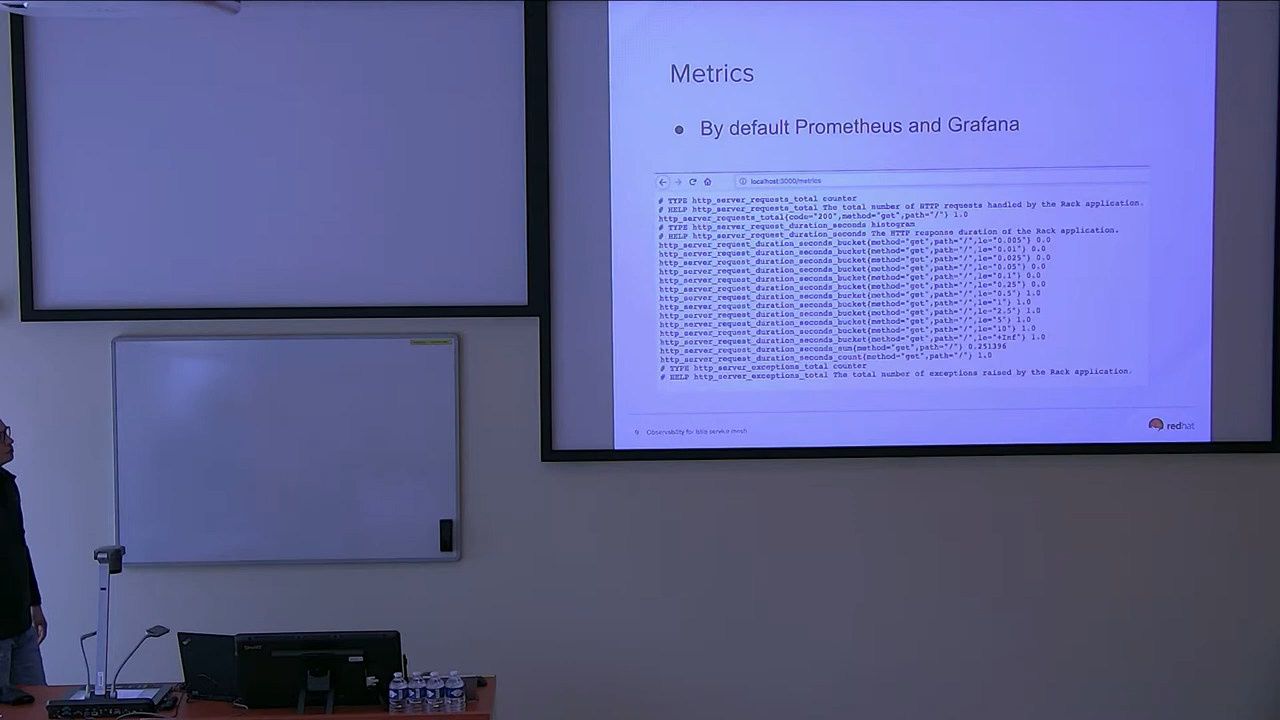 Metrics
● By default Prometheus and Grafana
localhost:3000/metrics
# TYPE http_server_requests_total counter
# HELP http_server_requests_total The total number of HTTP requests handled by the Rack application.
http_server_requests_total{code="200",method="get",path="/"} 1.0
# TYPE http_server_request_duration_seconds histogram
# HELP http_server_request_duration_seconds The HTTP response duration of the Rack application.
http_server_request_duration_seconds_bucket{method="get",path="/",le="0.005"} 0.0
http_server_request_duration_seconds_bucket{method="get",path="/",le="0.01"} 0.0
http_server_request_duration_seconds_bucket{method="get",path="/",le="0.025"} 0.0
http_server_request_duration_seconds_bucket{method="get",path="/",le="0.05"} 0.0
http_server_request_duration_seconds_bucket{method="get",path="/",le="0.1"} 0.0
http_server_request_duration_seconds_bucket{method="get",path="/",le="0.25"} 0.0
http_server_request_duration_seconds_bucket{method="get",path="/",le="0.5"} 1.0
http_server_request_duration_seconds_bucket{method="get",path="/",le="1"} 1.0
http_server_request_duration_seconds_bucket{method="get",path="/",le="2.5"} 1.0
http_server_request_duration_seconds_bucket{method="get",path="/",le="5"} 1.0
http_server_request_duration_seconds_bucket{method="get",path="/",le="10"} 1.0
http_server_request_duration_seconds_bucket{method="get",path="/",le="+Inf"} 1.0
http_server_request_duration_seconds_sum{method="get",path="/"} 0.251396
http_server_request_duration_seconds_count{method="get",path="/"} 1.0
# TYPE http_server_exceptions_total counter
# HELP http_server_exceptions_total The total number of exceptions raised by the Rack application.
Observability for Istio service mesh
redhat